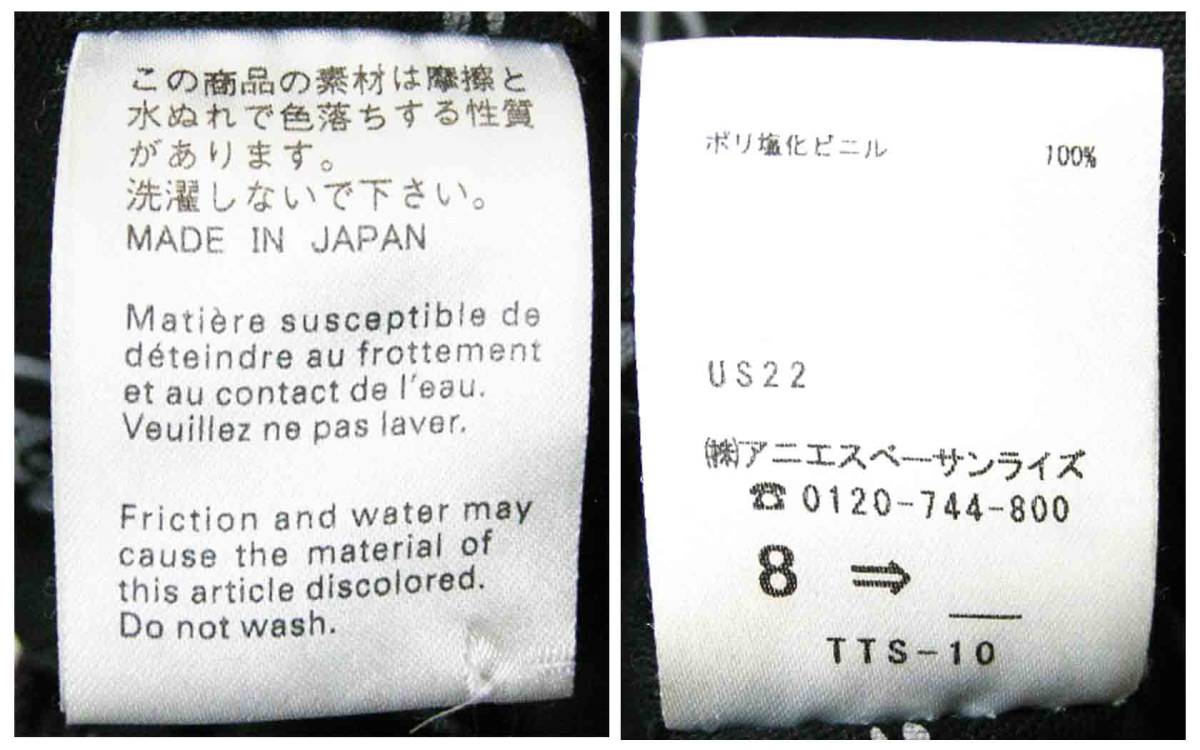 この商品の素材は摩擦と
水ぬれで色落ちする性質
があります。
洗濯しないで下さい。
MADE IN JAPAN
Matière susceptible de
déteindre au frottement
et au contact de l'eau.
Veuillez ne pas laver.
Friction and water may
cause the material of
this article discolored.
Do not wash.
ポリ塩化ビニル 100%
US22
㈱アニエスベーサンライズ
☎0120-744-800
8 ⇒
TTS-10